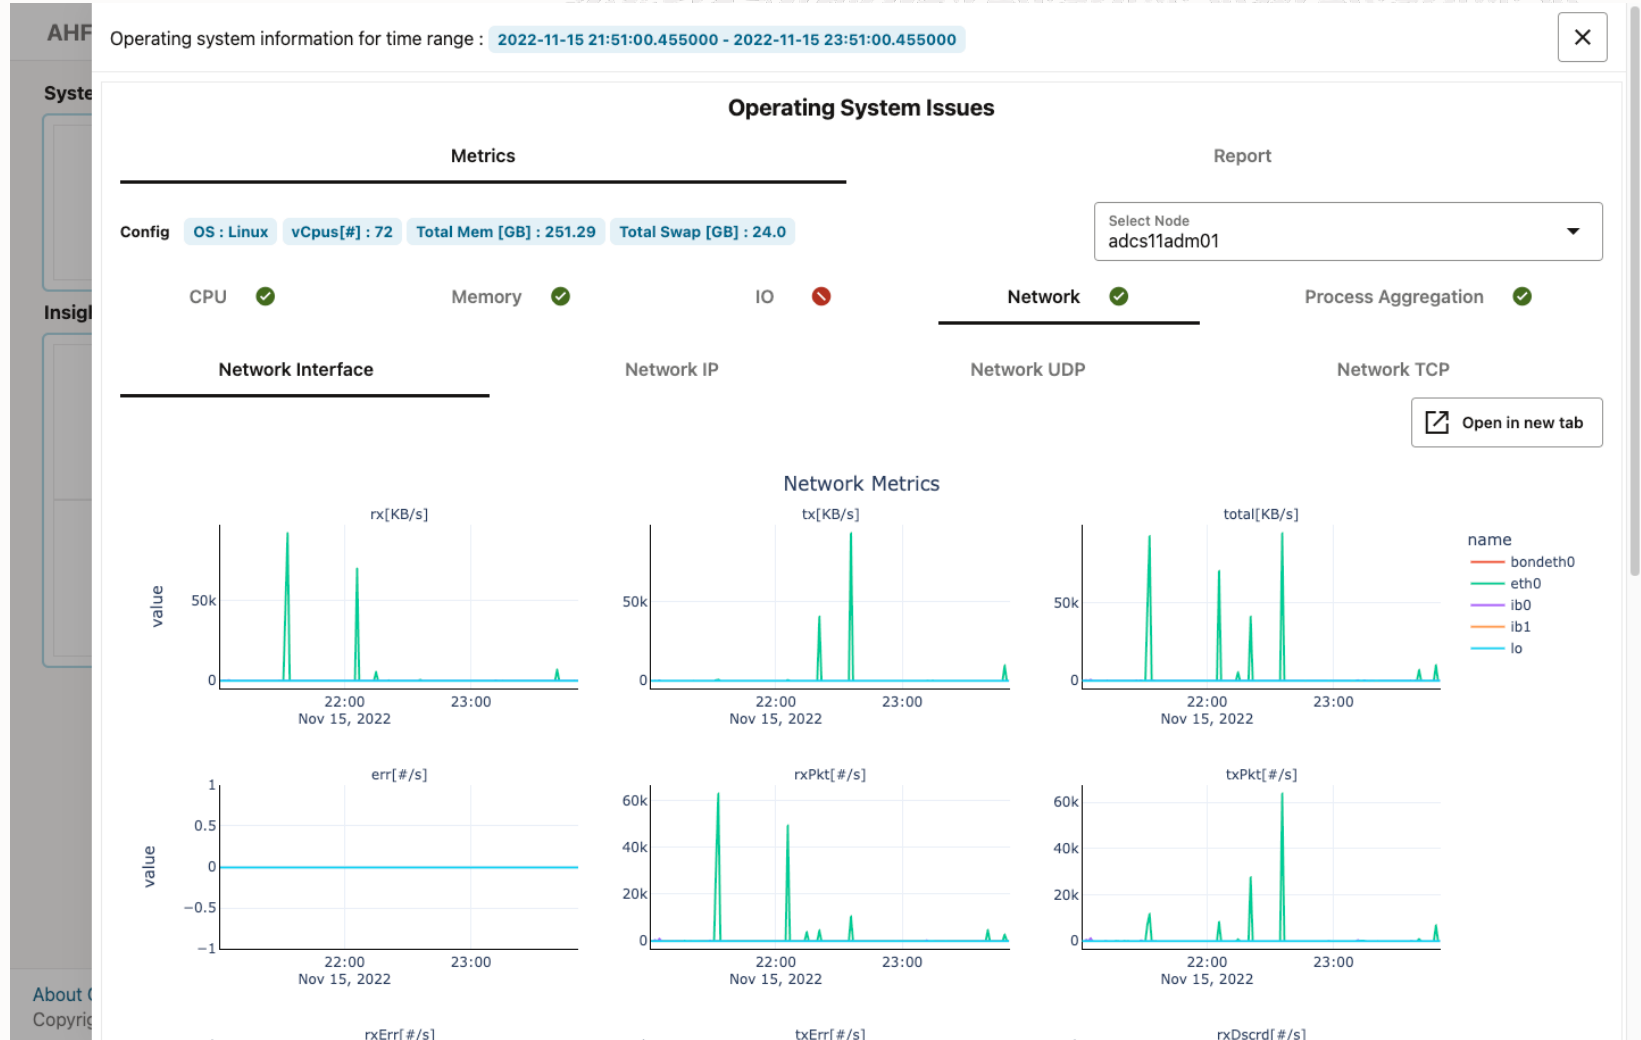 AHF
Operating system information for time range : 2022-11-15 21:51:00.455000 - 2022-11-15 23:51:00.455000
Syste
Operating System Issues
Metrics
Report
Config OS : Linux vCpus[#] : 72 Total Mem [GB] : 251.29 Total Swap [GB] : 24.0
Select Node
adcs11adm01
CPU
Memory
IO
Network
Process Aggregation
Insigh
Network Interface
Network IP
Network UDP
Network TCP
Open in new tab
Network Metrics
rx[KB/s]
value
50k
0
22:00
23:00
Nov 15, 2022
tx[KB/s]
50k
0
22:00
23:00
Nov 15, 2022
total[KB/s]
50k
0
22:00
23:00
Nov 15, 2022
name
bondeth0
eth0
ib0
ib1
lo
err[#/s]
value
1
0.5
0
−0.5
−1
22:00
23:00
Nov 15, 2022
rxPkt[#/s]
60k
40k
20k
0
22:00
23:00
Nov 15, 2022
txPkt[#/s]
60k
40k
20k
0
22:00
23:00
Nov 15, 2022
About
Copyrig
rxErr[#/s]
txErr[#/s]
rxDscrd[#/s]